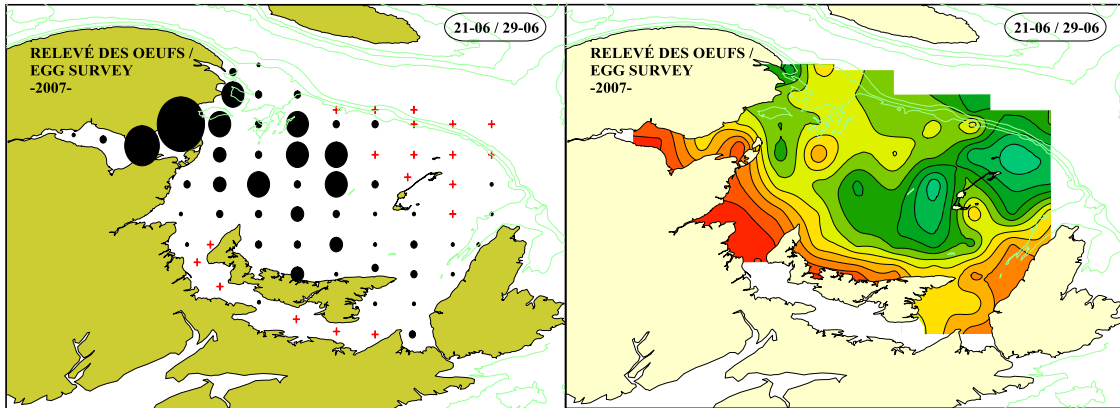 21-06 / 29-06
RELEVÉ DES OEUFS /
EGG SURVEY
-2007-
21-06 / 29-06
RELEVÉ DES OEUFS /
EGG SURVEY
-2007-